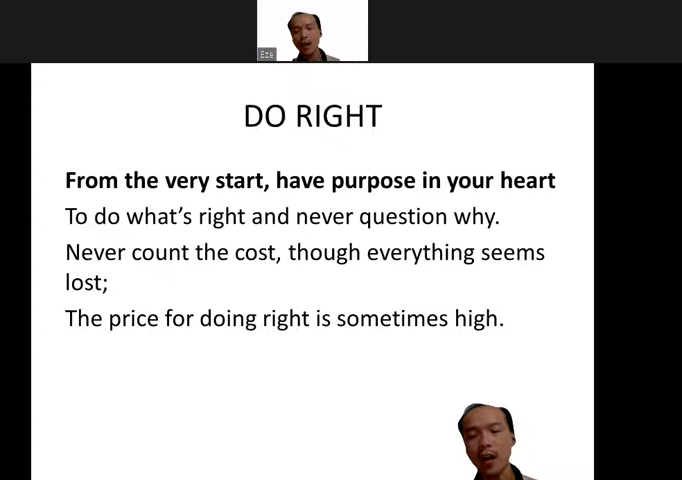 Eze
DO RIGHT
From the very start, have purpose in your heart
To do what's right and never question why.
Never count the cost, though everything seems
lost;
The price for doing right is sometimes high.